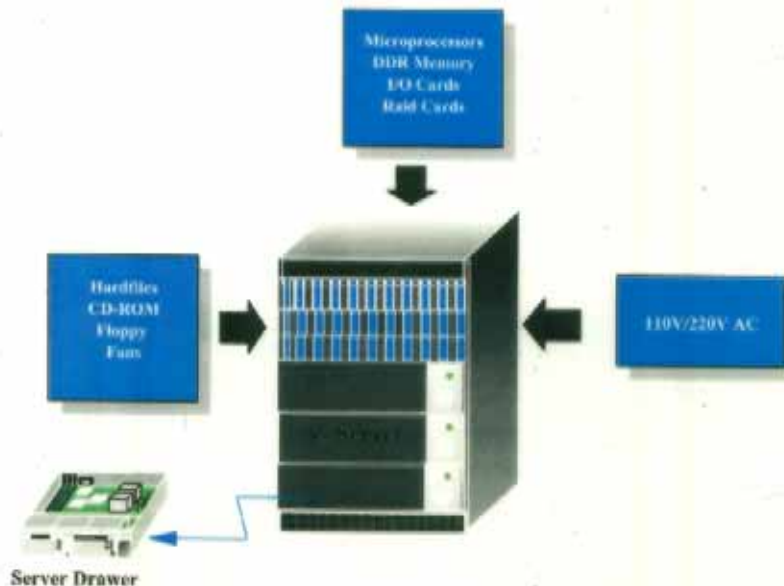 Microprocessors
DDR Memory
I/O Cards
Raid Cards
Hardfiles
CD-ROM
Floppy
Fans
110V/220V AC
Server Drawer